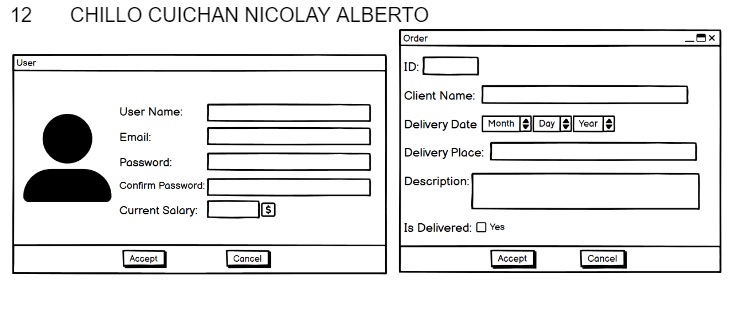 12 CHILLO CUICHAN NICOLAY ALBERTO
User
User Name:
Email:
Password:
Confirm Password:
Current Salary: $
Accept Cancel
Order
ID:
Client Name:
Delivery Date Month Day Year
Delivery Place:
Description:
Is Delivered: Yes
Accept Cancel